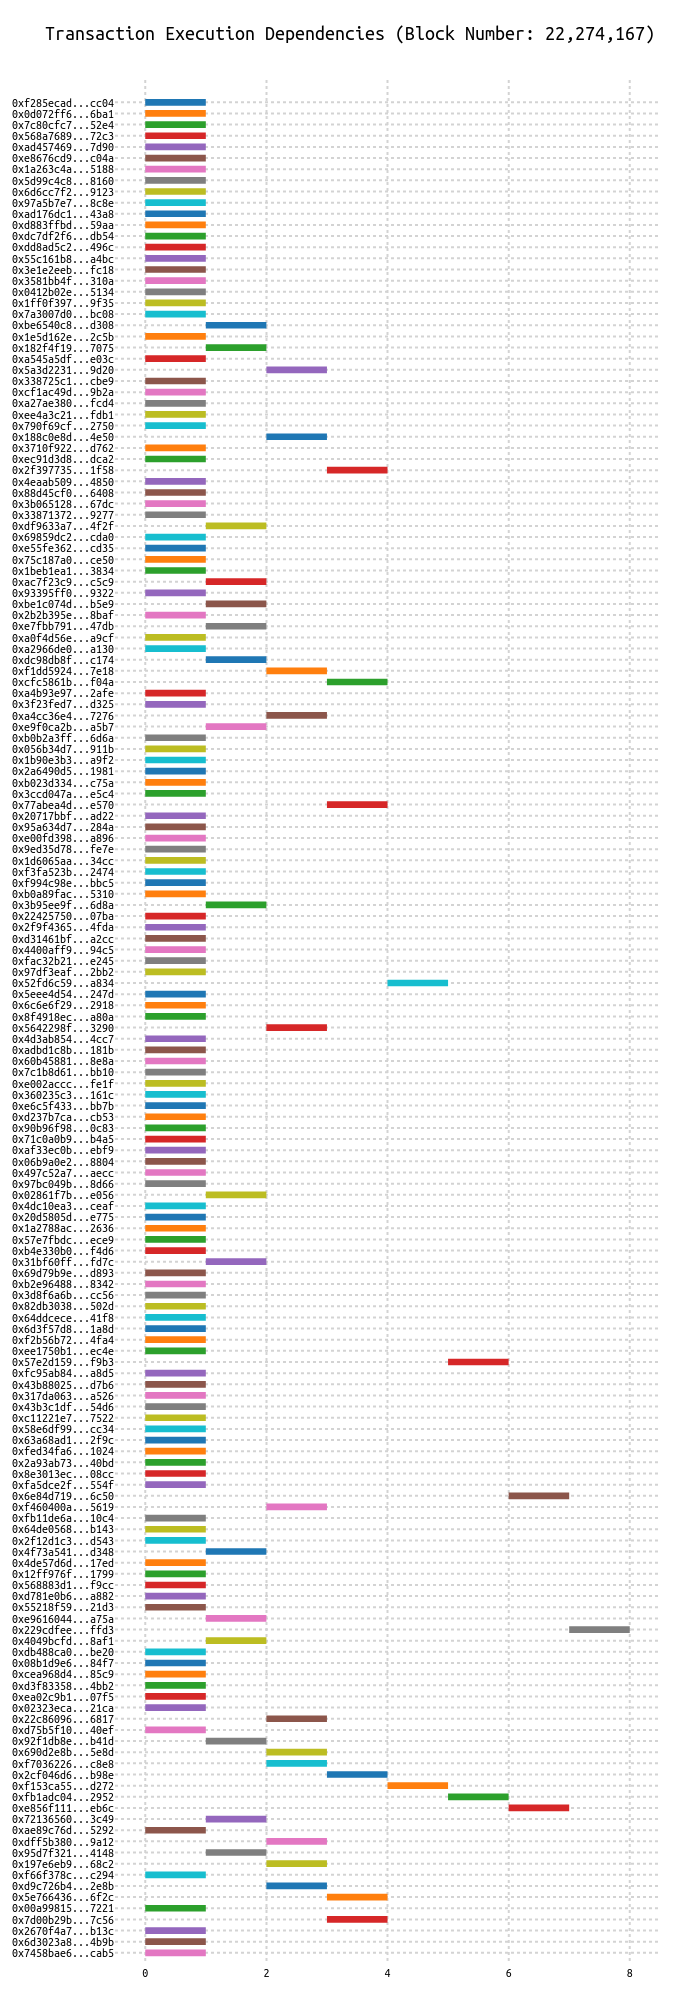 Transaction Execution Dependencies (Block Number: 22,274,167)
0xf285ecad...cc04
0x0d072ff6...6ba1
0x7c80cfc7...52e4
0x568a7689...72c3
0xad457469...7d90
0xe8676cd9...c04a
0x1a263c4a...5188
0x5d99c4c8...8160
0x6d6cc7f2...9123
0x97a5b7e7...8c8e
0xad176dc1...43a8
0xd883ffbd...59aa
0xdc7df2f6...db54
0xdd8ad5c2...496c
0x55c161b8...a4bc
0x3e1e2eeb...fc18
0x3581bb4f...310a
0x0412b02e...5134
0x1ff0f397...9f35
0x7a3007d0...bc08
0xbe6540c8...d308
0x1e5d162e...2c5b
0x182f4f19...7075
0xa545a5df...e03c
0x5a3d2231...9d20
0x338725c1...cbe9
0xcf1ac49d...9b2a
0xa27ae380...fcd4
0xee4a3c21...fdb1
0x790f69cf...2750
0x188c0e8d...4e50
0x3710f922...d762
0xec91d3d8...dca2
0x2f397735...1f58
0x4eaab509...4850
0x88d45cf0...6408
0x3b065128...67dc
0x33871372...9277
0xdf9633a7...4f2f
0x69859dc2...cda0
0xe55fe362...cd35
0x75c187a0...ce50
0x1beb1ea1...3834
0xac7f23c9...c5c9
0x93395ff0...9322
0xbe1c074d...b5e9
0x2b2b395e...8baf
0xe7fbb791...47db
0xa0f4d56e...a9cf
0xa2966de0...a130
0xdc98db8f...c174
0xf1dd5924...7e18
0xcfc5861b...f04a
0xa4b93e97...2afe
0x3f23fed7...d325
0xa4cc36e4...7276
0xe9f0ca2b...a5b7
0xb0b2a3ff...6d6a
0x056b34d7...911b
0x1b90e3b3...a9f2
0x2a6490d5...1981
0xb023d334...c75a
0x3ccd047a...e5c4
0x77abea4d...e570
0x20717bbf...ad22
0x95a634d7...284a
0xe00fd398...a896
0x9ed35d78...fe7e
0x1d6065aa...34cc
0xf3fa523b...2474
0xf994c98e...bbc5
0xb0a89fac...5310
0x3b95ee9f...6d8a
0x22425750...07ba
0x2f9f4365...4fda
0xd31461bf...a2cc
0x4400aff9...94c5
0xfac32b21...e245
0x97df3eaf...2bb2
0x52fd6c59...a834
0x5eee4d54...247d
0x6c6e6f29...2918
0x8f4918ec...a80a
0x5642298f...3290
0x4d3ab854...4cc7
0xadbd1c8b...181b
0x60b45881...8e8a
0x7c1b8d61...bb10
0xe002accc...fe1f
0x360235c3...161c
0xe6c5f433...bb7b
0xd237b7ca...cb53
0x90b96f98...0c83
0x71c0a0b9...b4a5
0xaf33ec0b...ebf9
0x06b9a0e2...8804
0x497c52a7...aecc
0x97bc049b...8d66
0x02861f7b...e056
0x4dc10ea3...ceaf
0x20d5805d...e775
0x1a2788ac...2636
0x57e7fbdc...ece9
0xb4e330b0...f4d6
0x31bf60ff...fd7c
0x69d79b9e...d893
0xb2e96488...8342
0x3d8f6a6b...cc56
0x82db3038...502d
0x64ddcece...41f8
0x6d3f57d8...1a8d
0xf2b56b72...4fa4
0xee1750b1...ec4e
0x57e2d159...f9b3
0xfc95ab84...a8d5
0x43b88025...d7b6
0x317da063...a526
0x43b3c1df...54d6
0xc11221e7...7522
0x58e6df99...cc34
0x63a68ad1...2f9c
0xfed34fa6...1024
0x2a93ab73...40bd
0x8e3013ec...08cc
0xfa5dce2f...554f
0x6e84d719...6c50
0xf460400a...5619
0xfb11de6a...10c4
0x64de0568...b143
0x2f12d1c3...d543
0x4f73a541...d348
0x4de57d6d...17ed
0x12ff976f...1799
0x568883d1...f9cc
0xd781e0b6...a882
0x55218f59...21d3
0xe9616044...a75a
0x229cdfee...ffd3
0x4049bcfd...8af1
0xdb488ca0...be20
0x08b1d9e6...84f7
0xcea968d4...85c9
0xd3f83358...4bb2
0xea02c9b1...07f5
0x02323eca...21ca
0x22c86096...6817
0xd75b5f10...40ef
0x92f1db8e...b41d
0x690d2e8b...5e8d
0xf7036226...c8e8
0x2cf046d6...b98e
0xf153ca55...d272
0xfb1adc04...2952
0xe856f111...eb6c
0x72136560...3c49
0xae89c76d...5292
0xdff5b380...9a12
0x95d7f321...4148
0x197e6eb9...68c2
0xf66f378c...c294
0xd9c726b4...2e8b
0x5e766436...6f2c
0x00a99815...7221
0x7d00b29b...7c56
0x2670f4a7...b13c
0x6d3023a8...4b9b
0x7458bae6...cab5
0 2 4 6 8